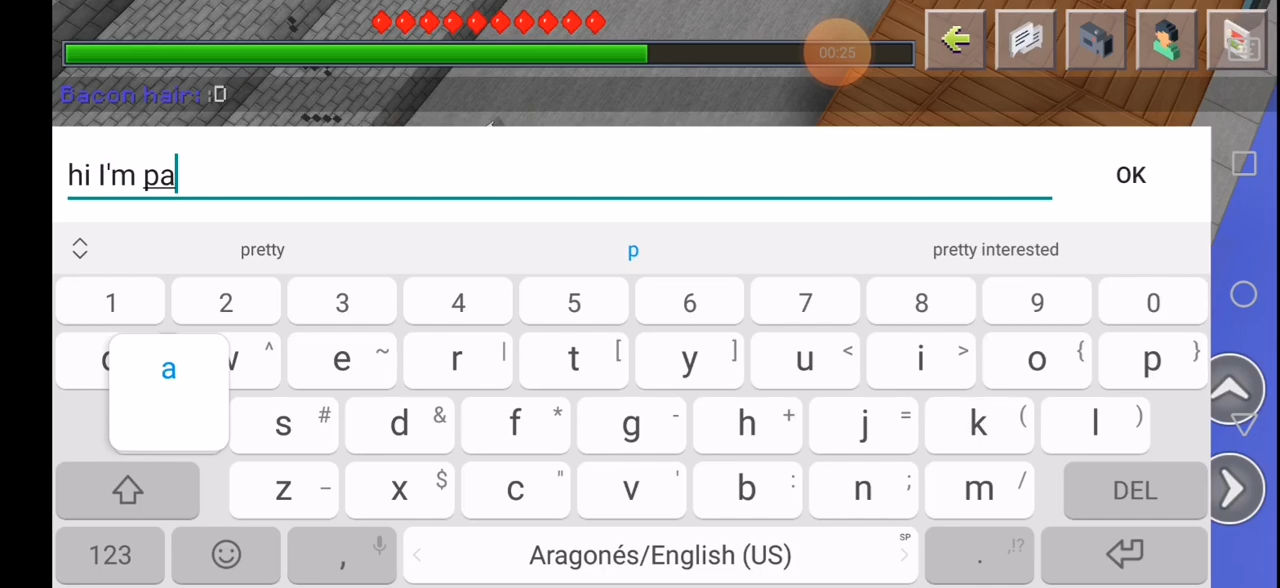 00:25
Bacon hair: :D
hi I'm pa
OK
pretty
p
pretty interested
1 2 3 4 5 6 7 8 9 0
a
^ e ~ r | t [ y ] u < i > o { p }
s # d & f * g - h + j = k ( l )
z _ x $ c " v ' b : n ; m / DEL
123 , Aragonés/English (US) SP . ,!?